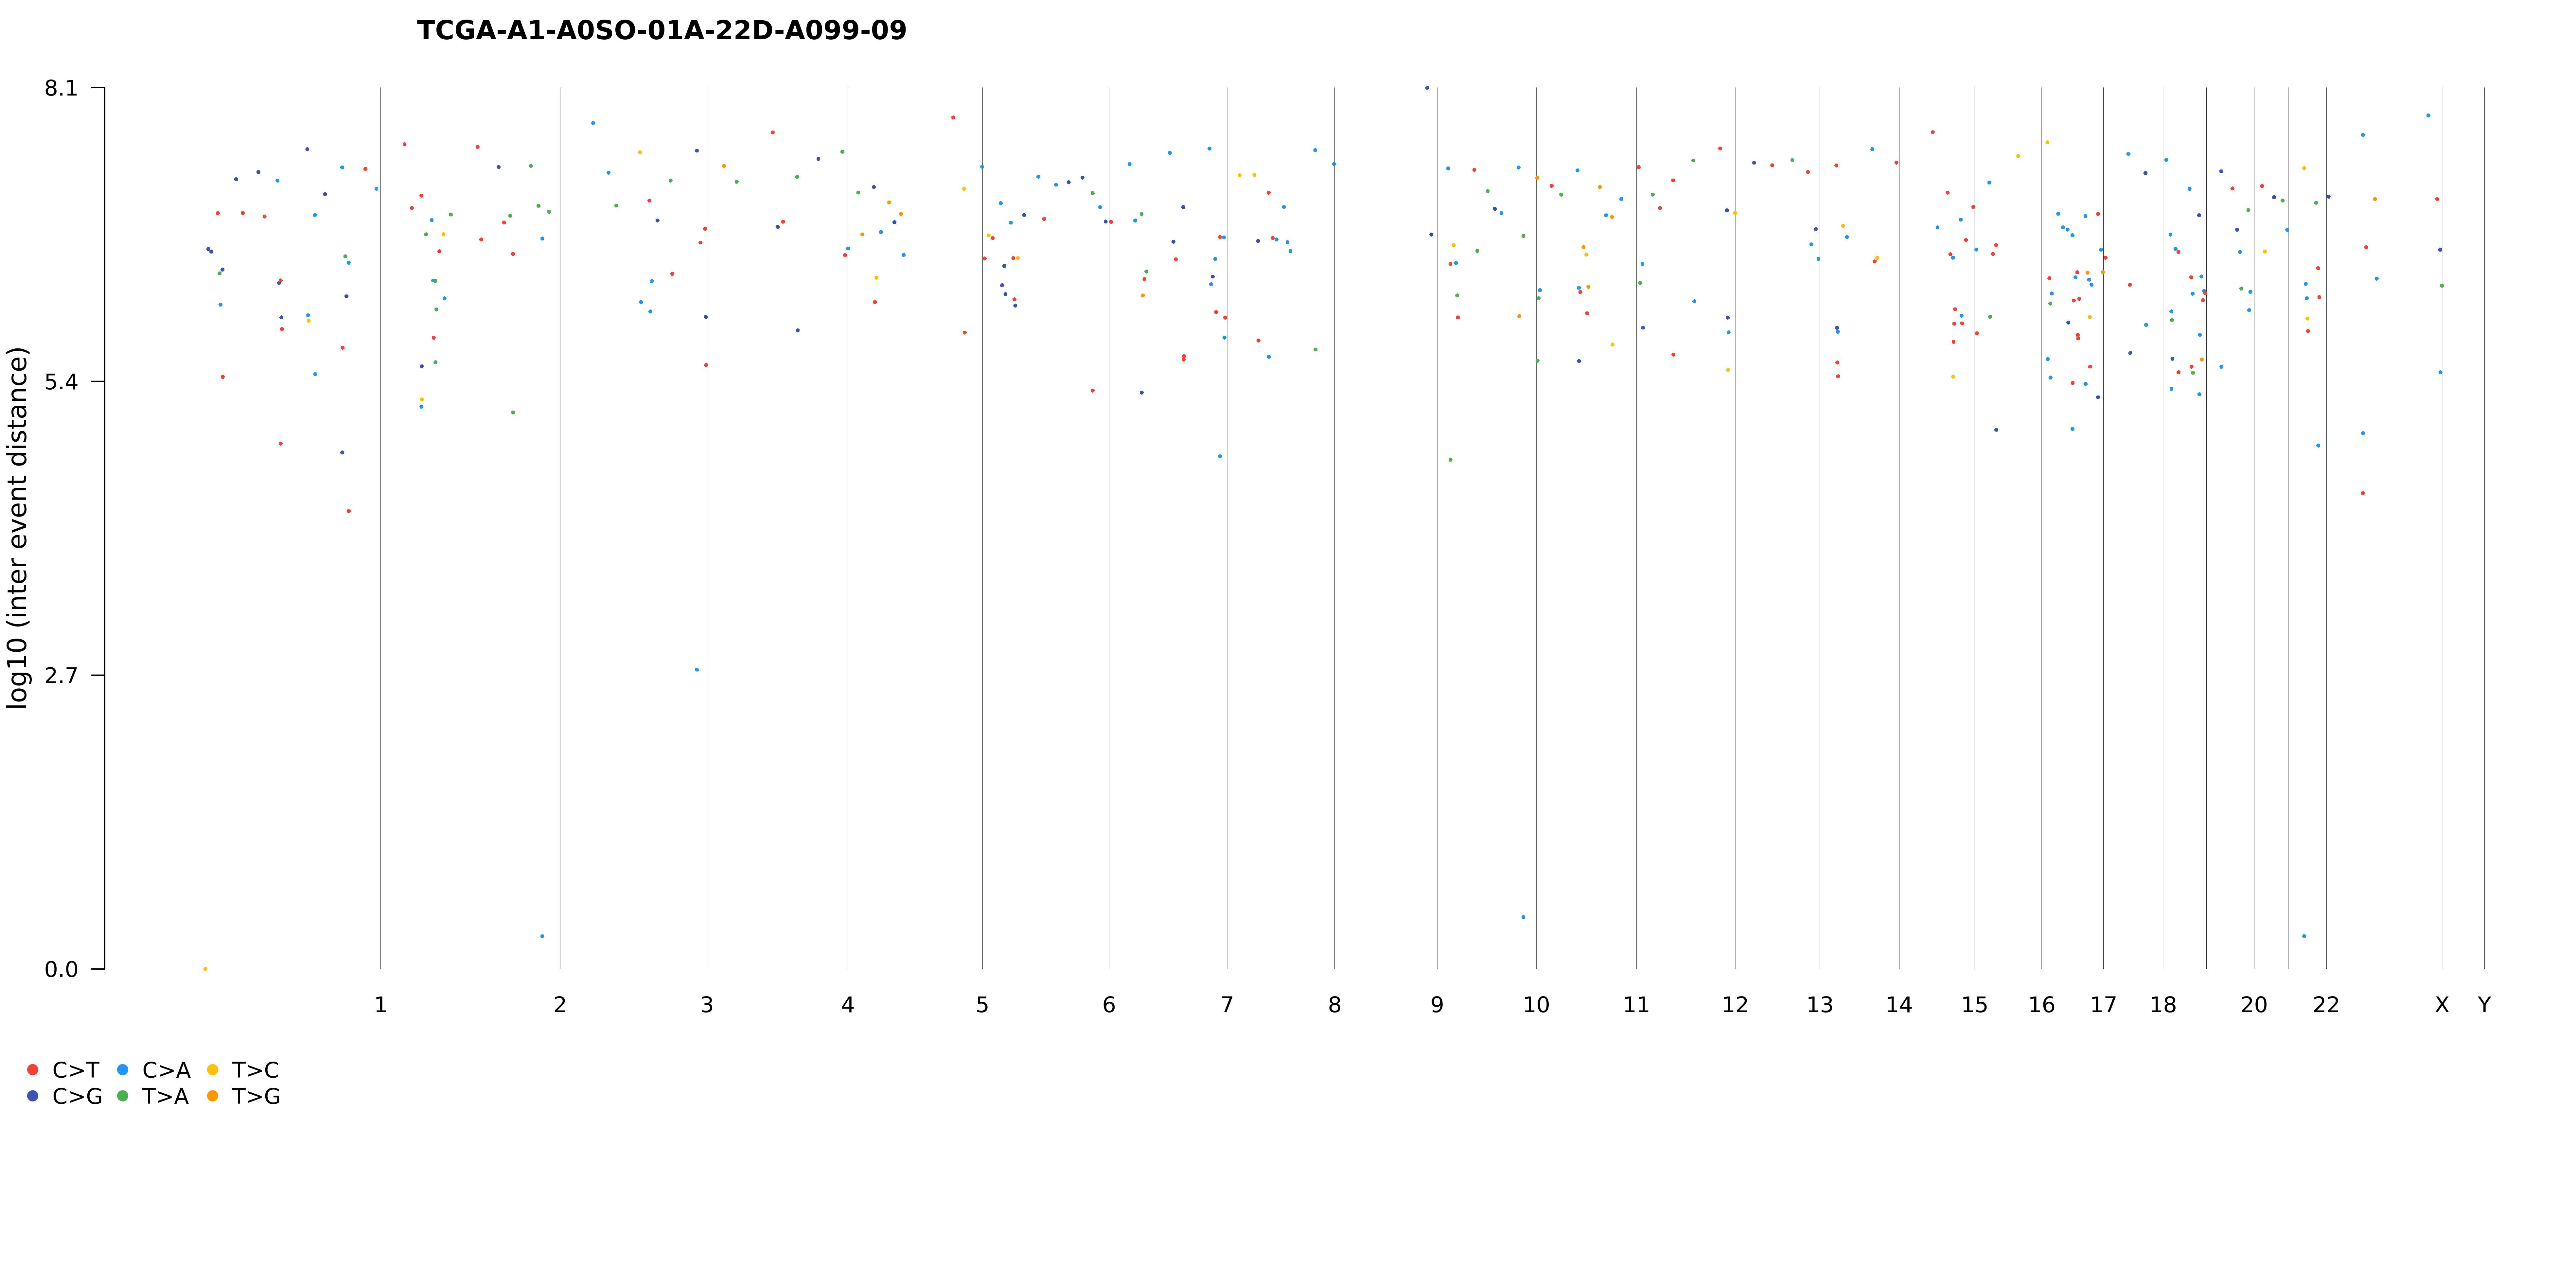 TCGA-A1-A0SO-01A-22D-A099-09
8.1
5.4
2.7
0.0
log10 (inter event distance)
1 2 3 4 5 6 7 8 9 10 11 12 13 14 15 16 17 18 20 22 X Y
C>T C>A T>C
C>G T>A T>G